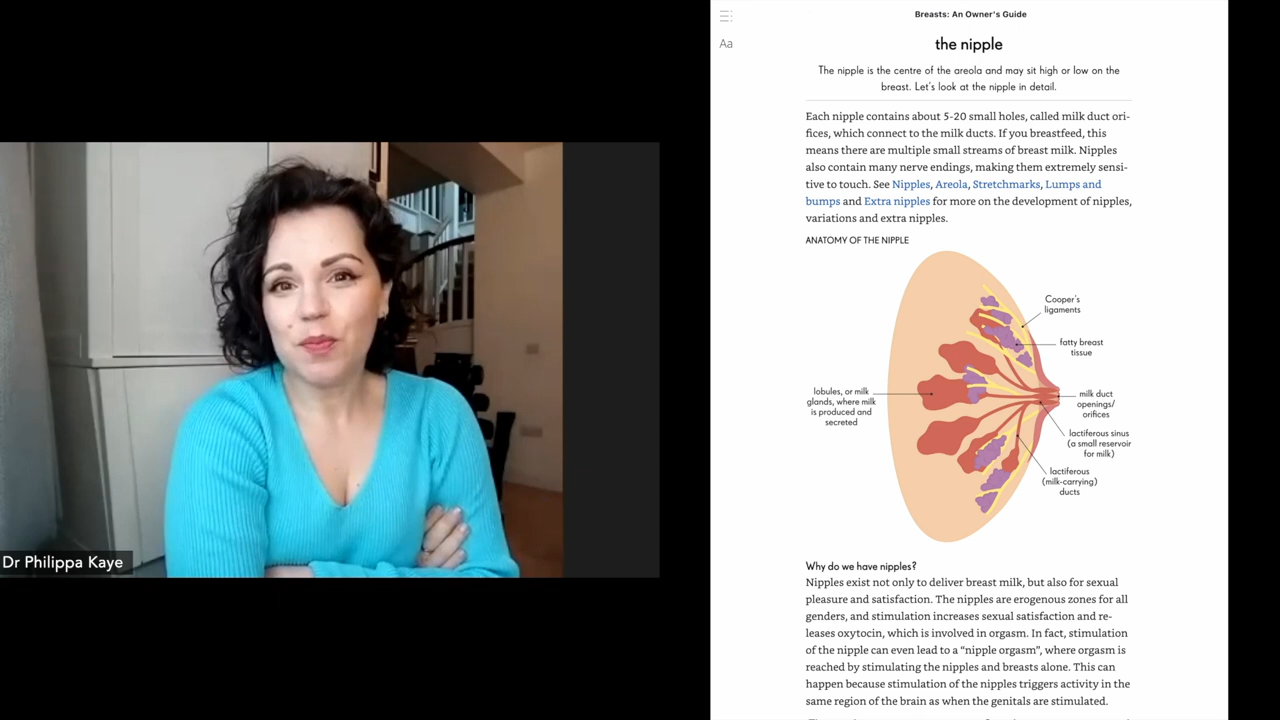 Dr Philippa Kaye
Breasts: An Owner's Guide
Aa
the nipple
The nipple is the centre of the areola and may sit high or low on the
breast. Let's look at the nipple in detail.
Each nipple contains about 5-20 small holes, called milk duct ori-
fices, which connect to the milk ducts. If you breastfeed, this
means there are multiple small streams of breast milk. Nipples
also contain many nerve endings, making them extremely sensi-
tive to touch. See Nipples, Areola, Stretchmarks, Lumps and
bumps and Extra nipples for more on the development of nipples,
variations and extra nipples.
ANATOMY OF THE NIPPLE
Cooper's
ligaments
fatty breast
tissue
lobules, or milk
glands, where milk
is produced and
secreted
milk duct
openings/
orifices
lactiferous sinus
(a small reservoir
for milk)
lactiferous
(milk-carrying)
ducts
Why do we have nipples?
Nipples exist not only to deliver breast milk, but also for sexual
pleasure and satisfaction. The nipples are erogenous zones for all
genders, and stimulation increases sexual satisfaction and re-
leases oxytocin, which is involved in orgasm. In fact, stimulation
of the nipple can even lead to a “nipple orgasm”, where orgasm is
reached by stimulating the nipples and breasts alone. This can
happen because stimulation of the nipples triggers activity in the
same region of the brain as when the genitals are stimulated.